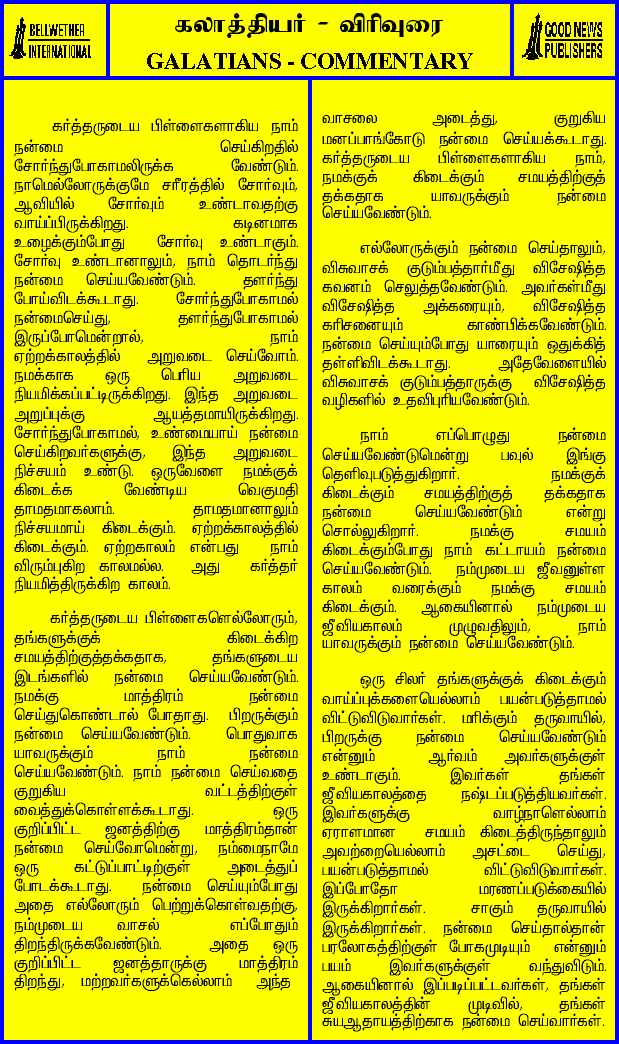 BELLWETHER
INTERNATIONAL
கலாத்தியர் - விரிவுரை
GALATIANS - COMMENTARY
GOOD NEWS
PUBLISHERS
கர்த்தருடைய பிள்ளைகளாகிய நாம்
நன்மை செய்கிறதில்
சோர்ந்துபோகாமலிருக்க வேண்டும்.
நாமெல்லோருக்குமே சரீரத்தில் சோர்வும்,
ஆவியில் சோர்வும் உண்டாவதற்கு
வாய்ப்பிருக்கிறது. கடினமாக
உழைக்கும்போது சோர்வு உண்டாகும்.
சோர்வு உண்டானாலும், நாம் தொடர்ந்து
நன்மை செய்யவேண்டும். தளர்ந்து
போய்விடக்கூடாது. சோர்ந்துபோகாமல்
நன்மைசெய்து, தளர்ந்துபோகாமல்
இருப்போமென்றால், நாம்
ஏற்றக்காலத்தில் அறுவடை செய்வோம்.
நமக்காக ஒரு பெரிய அறுவடை
நியமிக்கப்பட்டிருக்கிறது. இந்த அறுவடை
அறுப்புக்கு ஆயத்தமாயிருக்கிறது.
சோர்ந்துபோகாமல், உண்மையாய் நன்மை
செய்கிறவர்களுக்கு, இந்த அறுவடை
நிச்சயம் உண்டு. ஒருவேளை நமக்குக்
கிடைக்க வேண்டிய வெகுமதி
தாமதமாகலாம். தாமதமானாலும்
நிச்சயமாய் கிடைக்கும். ஏற்றக்காலத்தில்
கிடைக்கும். ஏற்றகாலம் என்பது நாம்
விரும்புகிற காலமல்ல. அது கர்த்தர்
நியமித்திருக்கிற காலம்.
கர்த்தருடைய பிள்ளைகளெல்லோரும்,
தங்களுக்குக் கிடைக்கிற
சமயத்திற்குத்தக்கதாக, தங்களுடைய
இடங்களில் நன்மை செய்யவேண்டும்.
நமக்கு மாத்திரம் நன்மை
செய்துகொண்டால் போதாது. பிறருக்கும்
நன்மை செய்யவேண்டும். பொதுவாக
யாவருக்கும் நாம் நன்மை
செய்யவேண்டும். நாம் நன்மை செய்வதை
குறுகிய வட்டத்திற்குள்
வைத்துக்கொள்ளக்கூடாது. ஒரு
குறிப்பிட்ட ஜனத்திற்கு மாத்திரம்தான்
நன்மை செய்வோமென்று, நம்மைநாமே
ஒரு கட்டுப்பாட்டிற்குள் அடைத்துப்
போடக்கூடாது. நன்மை செய்யும்போது
அதை எல்லோரும் பெற்றுக்கொள்வதற்கு,
நம்முடைய வாசல் எப்போதும்
திறந்திருக்கவேண்டும். அதை ஒரு
குறிப்பிட்ட ஜனத்தாருக்கு மாத்திரம்
திறந்து, மற்றவர்களுக்கெல்லாம் அந்த
வாசலை அடைத்து, குறுகிய
மனப்பாங்கோடு நன்மை செய்யக்கூடாது.
கர்த்தருடைய பிள்ளைகளாகிய நாம்,
நமக்குக் கிடைக்கும் சமயத்திற்குத்
தக்கதாக யாவருக்கும் நன்மை
செய்யவேண்டும்.
எல்லோருக்கும் நன்மை செய்தாலும்,
விசுவாசக் குடும்பத்தார்மீது விசேஷித்த
கவனம் செலுத்தவேண்டும். அவர்கள்மீது
விசேஷித்த அக்கரையும், விசேஷித்த
கரிசனையும் காண்பிக்கவேண்டும்.
நன்மை செய்யும்போது யாரையும் ஒதுக்கித்
தள்ளிவிடக்கூடாது. அதேவேளையில்
விசுவாசக் குடும்பத்தாருக்கு விசேஷித்த
வழிகளில் உதவிபுரியவேண்டும்.
நாம் எப்பொழுது நன்மை
செய்யவேண்டுமென்று பவுல் இங்கு
தெளிவுபடுத்துகிறார். நமக்குக்
கிடைக்கும் சமயத்திற்குத் தக்கதாக
நன்மை செய்யவேண்டும் என்று
சொல்லுகிறார். நமக்கு சமயம்
கிடைக்கும்போது நாம் கட்டாயம் நன்மை
செய்யவேண்டும். நம்முடைய ஜீவனுள்ள
காலம் வரைக்கும் நமக்கு சமயம்
கிடைக்கும். ஆகையினால் நம்முடைய
ஜீவியகாலம் முழுவதிலும், நாம்
யாவருக்கும் நன்மை செய்யவேண்டும்.
ஒரு சிலர் தங்களுக்குக் கிடைக்கும்
வாய்ப்புக்களையெல்லாம் பயன்படுத்தாமல்
விட்டுவிடுவார்கள். மரிக்கும் தருவாயில்,
பிறருக்கு நன்மை செய்யவேண்டும்
என்னும் ஆர்வம் அவர்களுக்குள்
உண்டாகும். இவர்கள் தங்கள்
ஜீவியகாலத்தை நஷ்டப்படுத்தியவர்கள்.
இவர்களுக்கு வாழ்நாளெல்லாம்
ஏராளமான சமயம் கிடைத்திருந்தாலும்
அவற்றையெல்லாம் அசட்டை செய்து,
பயன்படுத்தாமல் விட்டுவிடுவார்கள்.
இப்போதோ மரணப்படுக்கையில்
இருக்கிறார்கள். சாகும் தருவாயில்
இருக்கிறார்கள். நன்மை செய்தால்தான்
பரலோகத்திற்குள் போகமுடியும் என்னும்
பயம் இவர்களுக்குள் வந்துவிடும்.
ஆகையினால் இப்படிப்பட்டவர்கள், தங்கள்
ஜீவியகாலத்தின் முடிவில், தங்கள்
சுயஆதாயத்திற்காக நன்மை செய்வார்கள்.